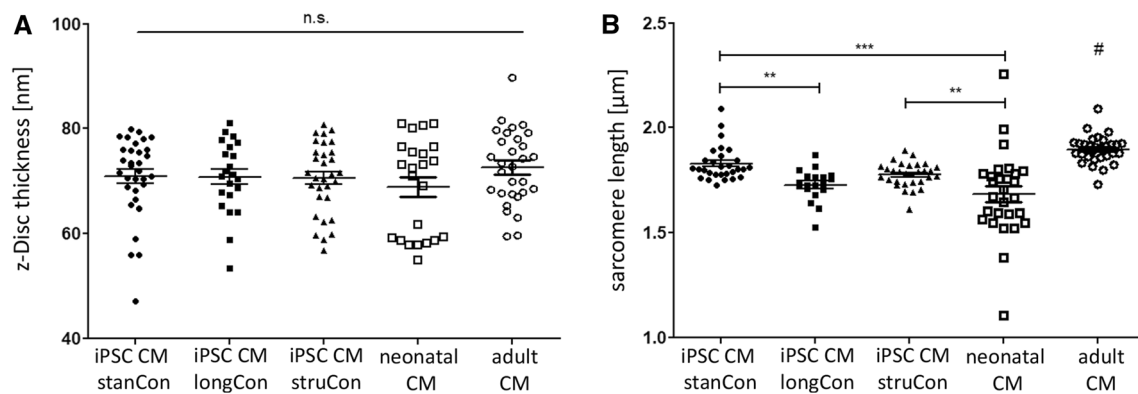 A
n.s.
z-Disc thickness [nm]
100
80
60
40
iPSC CM stanCon
iPSC CM longCon
iPSC CM struCon
neonatal CM
adult CM
B
***
**
**
#
sarcomere length [µm]
2.5
2.0
1.5
1.0
iPSC CM stanCon
iPSC CM longCon
iPSC CM struCon
neonatal CM
adult CM